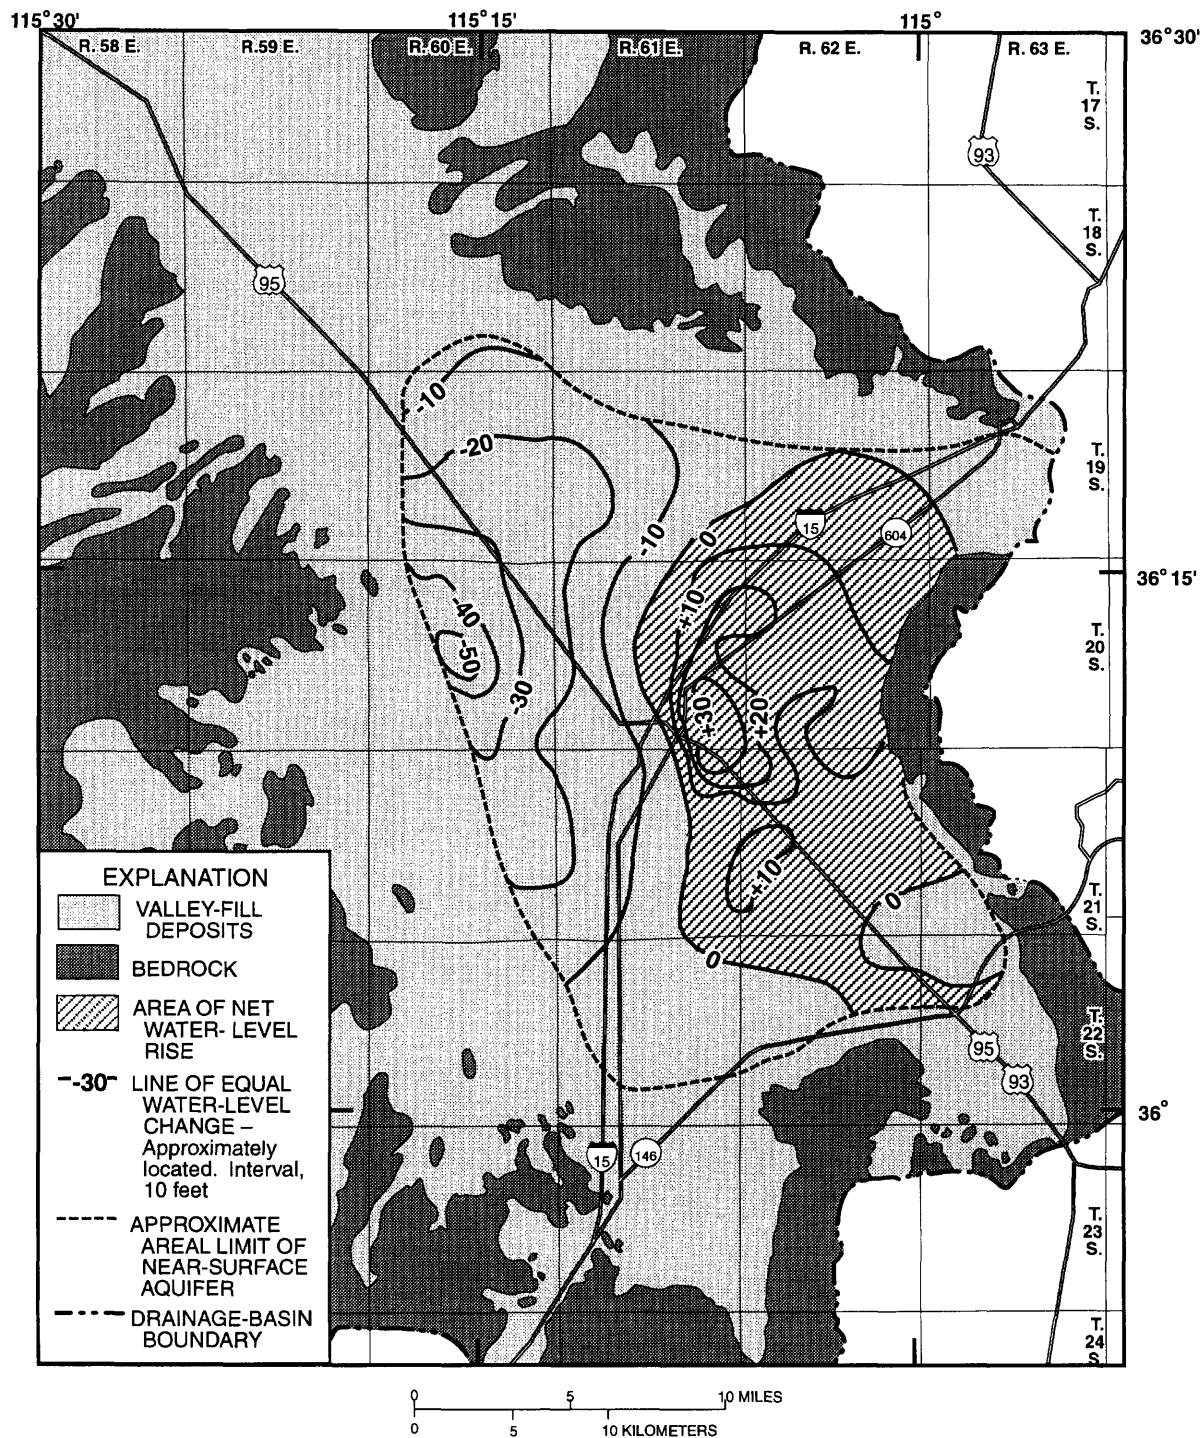 115°30'
115°15'
115°
R. 58 E.
R. 59 E.
R. 60 E.
R. 61 E.
R. 62 E.
R. 63 E.
36°30'
T.
17
S.
93
T.
18
S.
95
-10
-20
T.
19
S.
-10
0
15
604
36°15'
-40
+10
T.
20
S.
-50
-30
+30
+20
+10
0
T.
21
S.
0
T.
22
S.
95
93
36°
15
146
T.
23
S.
T.
24
S.
EXPLANATION
VALLEY-FILL
DEPOSITS
BEDROCK
AREA OF NET
WATER- LEVEL
RISE
-30
LINE OF EQUAL
WATER-LEVEL
CHANGE –
Approximately
located. Interval,
10 feet
APPROXIMATE
AREAL LIMIT OF
NEAR-SURFACE
AQUIFER
DRAINAGE-BASIN
BOUNDARY
0 5 10 MILES
0 5 10 KILOMETERS